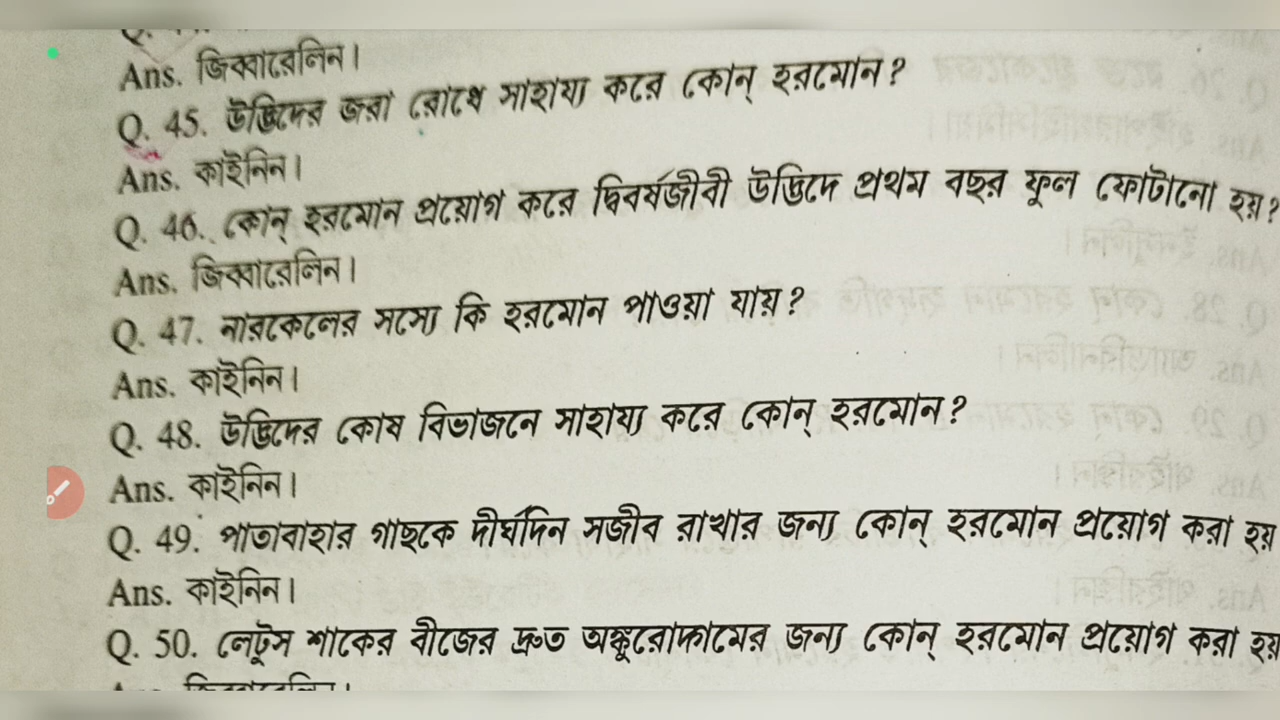 Ans. জিব্বারেলিন।
Q. 45. উদ্ভিদের জরা রোধে সাহায্য করে কোন্ হরমোন?
Ans. কাইনিন।
Q. 46. কোন্ হরমোন প্রয়োগ করে দ্বিবর্ষজীবী উদ্ভিদে প্রথম বছর ফুল ফোটানো হয়?
Ans. জিব্বারেলিন।
Q. 47. নারকেলের সস্যে কি হরমোন পাওয়া যায়?
Ans. কাইনিন।
Q. 48. উদ্ভিদের কোষ বিভাজনে সাহায্য করে কোন্ হরমোন?
Ans. কাইনিন।
Q. 49. পাতাবাহার গাছকে দীর্ঘদিন সজীব রাখার জন্য কোন্ হরমোন প্রয়োগ করা হয়
Ans. কাইনিন।
Q. 50. লেটুস শাকের বীজের দ্রুত অঙ্কুরোদ্গমের জন্য কোন্ হরমোন প্রয়োগ করা হয়